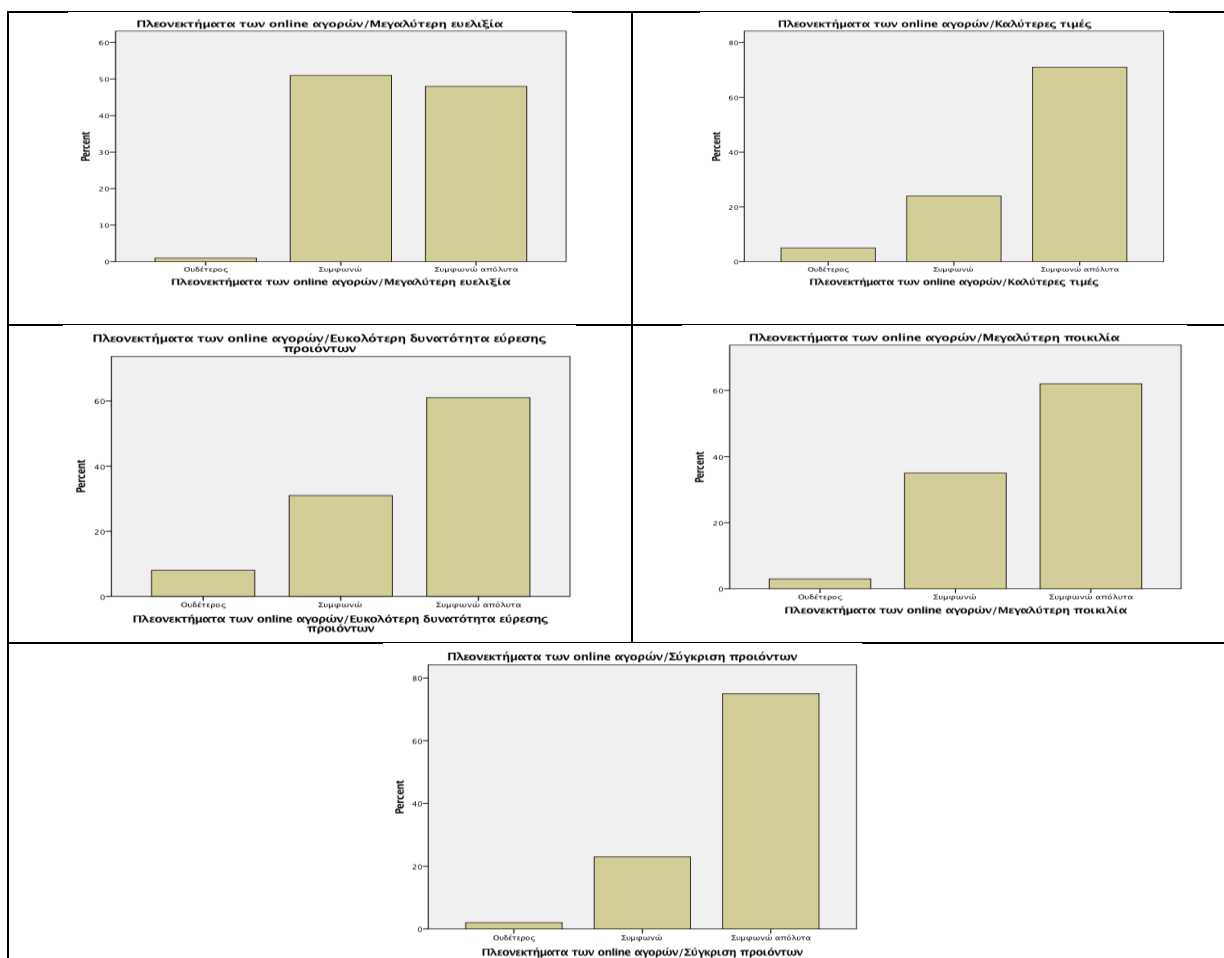 Πλεονεκτήματα των online αγορών/Μεγαλύτερη ευελιξία
60
50
40
30
20
10
0
Percent
Ουδέτερος Συμφωνώ Συμφωνώ απόλυτα
Πλεονεκτήματα των online αγορών/Μεγαλύτερη ευελιξία
Πλεονεκτήματα των online αγορών/Καλύτερες τιμές
80
60
40
20
0
Percent
Ουδέτερος Συμφωνώ Συμφωνώ απόλυτα
Πλεονεκτήματα των online αγορών/Καλύτερες τιμές
Πλεονεκτήματα των online αγορών/Ευκολότερη δυνατότητα εύρεσης
προιόντων
60
40
20
0
Percent
Ουδέτερος Συμφωνώ Συμφωνώ απόλυτα
Πλεονεκτήματα των online αγορών/Ευκολότερη δυνατότητα εύρεσης
προιόντων
Πλεονεκτήματα των online αγορών/Μεγαλύτερη ποικιλία
60
40
20
0
Percent
Ουδέτερος Συμφωνώ Συμφωνώ απόλυτα
Πλεονεκτήματα των online αγορών/Μεγαλύτερη ποικιλία
Πλεονεκτήματα των online αγορών/Σύγκριση προιόντων
80
60
40
20
0
Percent
Ουδέτερος Συμφωνώ Συμφωνώ απόλυτα
Πλεονεκτήματα των online αγορών/Σύγκριση προιόντων